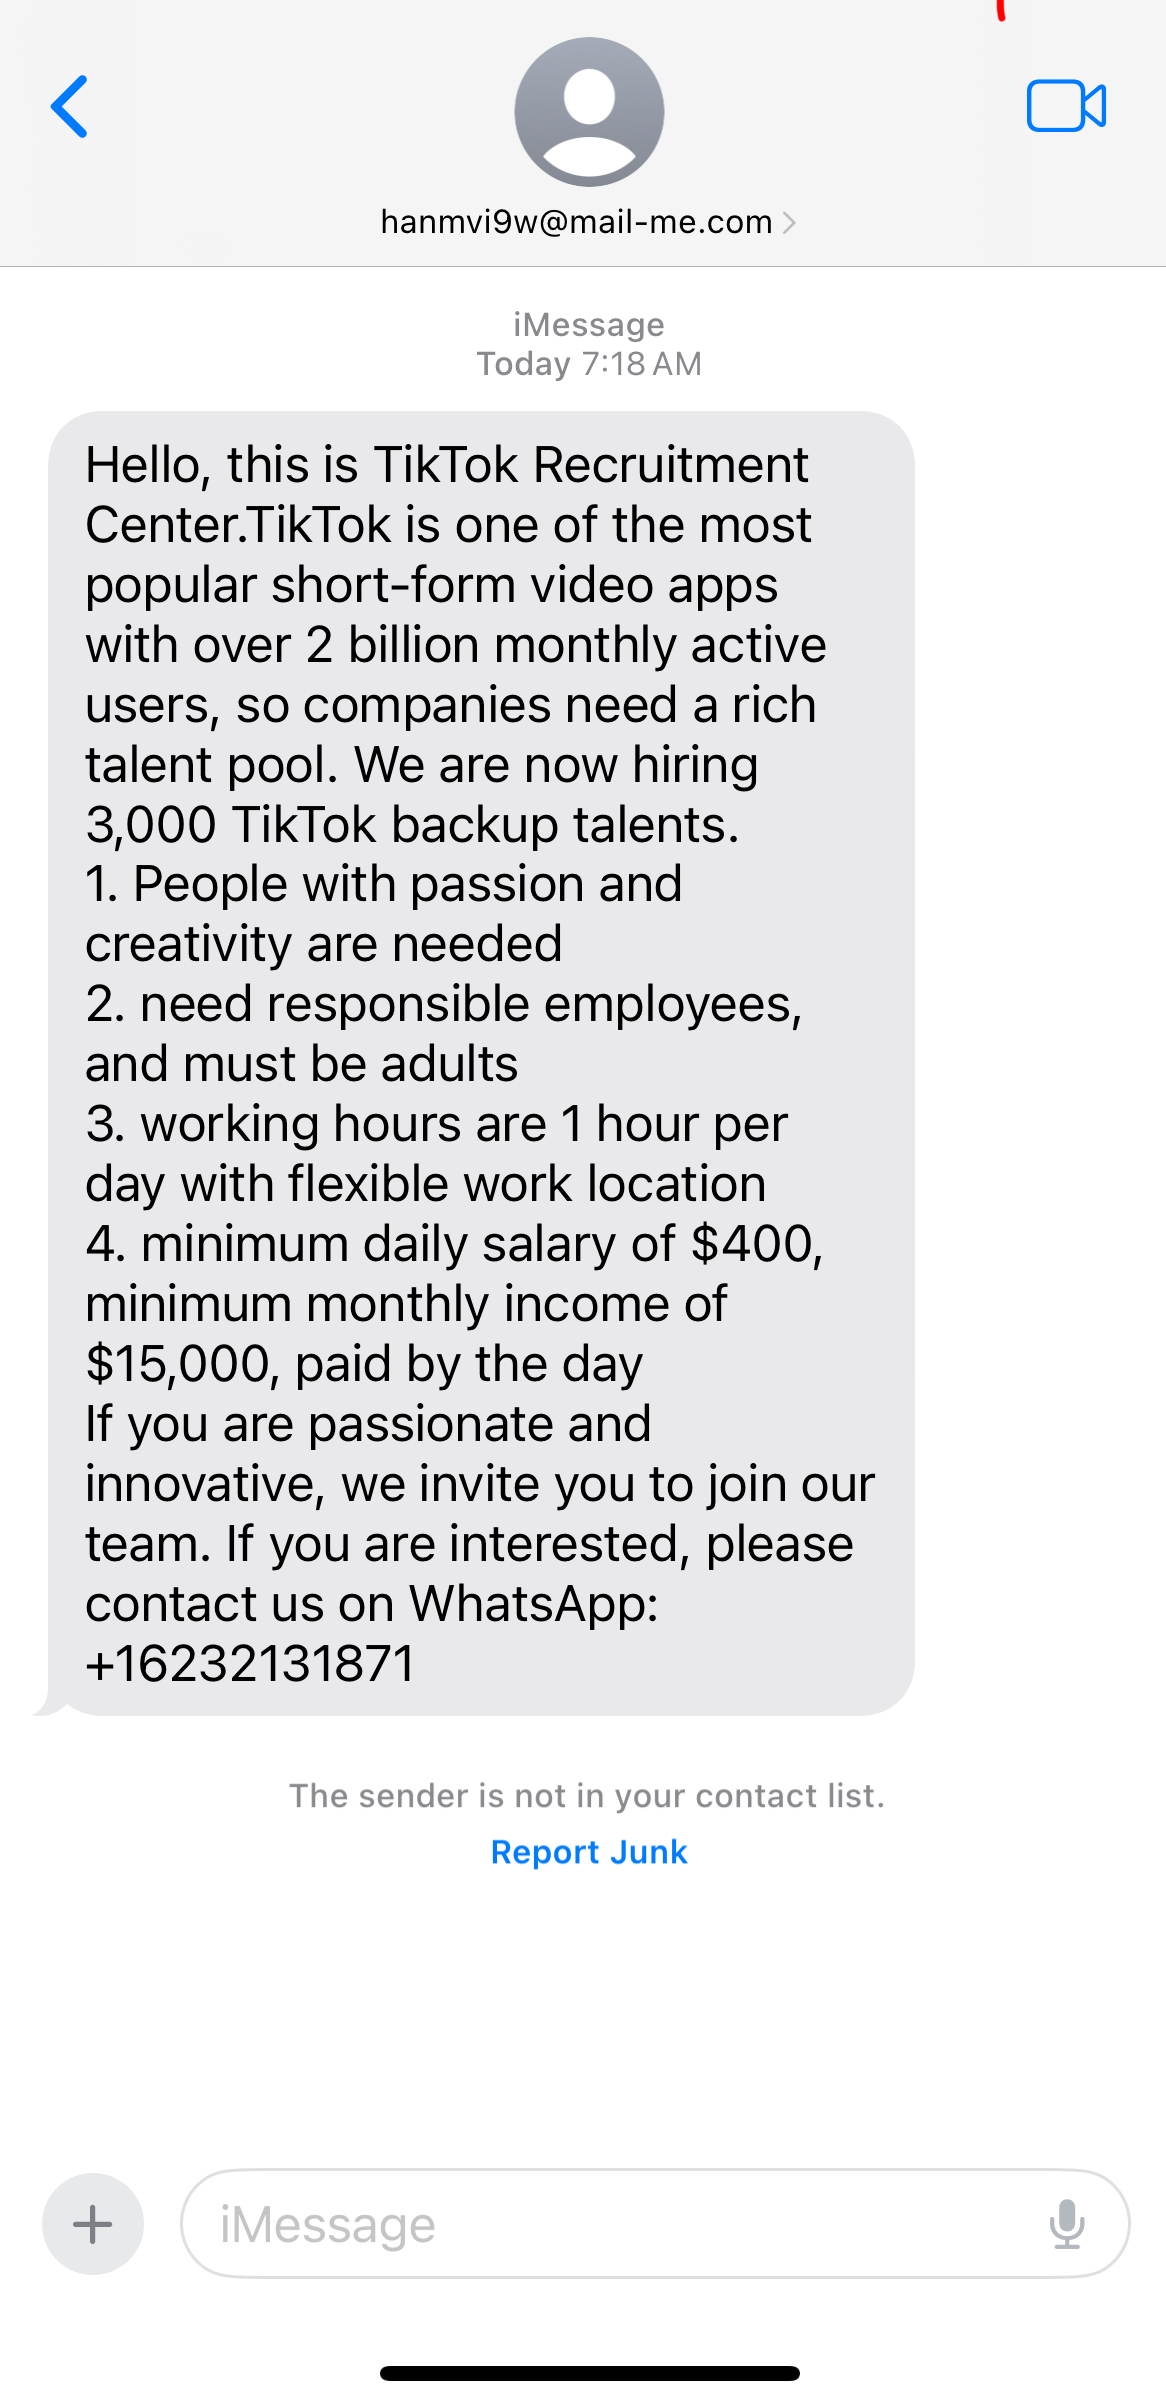 hanmvi9w@mail-me.com
iMessage
Today 7:18 AM
Hello, this is TikTok Recruitment
Center.TikTok is one of the most
popular short-form video apps
with over 2 billion monthly active
users, so companies need a rich
talent pool. We are now hiring
3,000 TikTok backup talents.
1. People with passion and
creativity are needed
2. need responsible employees,
and must be adults
3. working hours are 1 hour per
day with flexible work location
4. minimum daily salary of $400,
minimum monthly income of
$15,000, paid by the day
If you are passionate and
innovative, we invite you to join our
team. If you are interested, please
contact us on WhatsApp:
+16232131871
The sender is not in your contact list.
Report Junk
iMessage